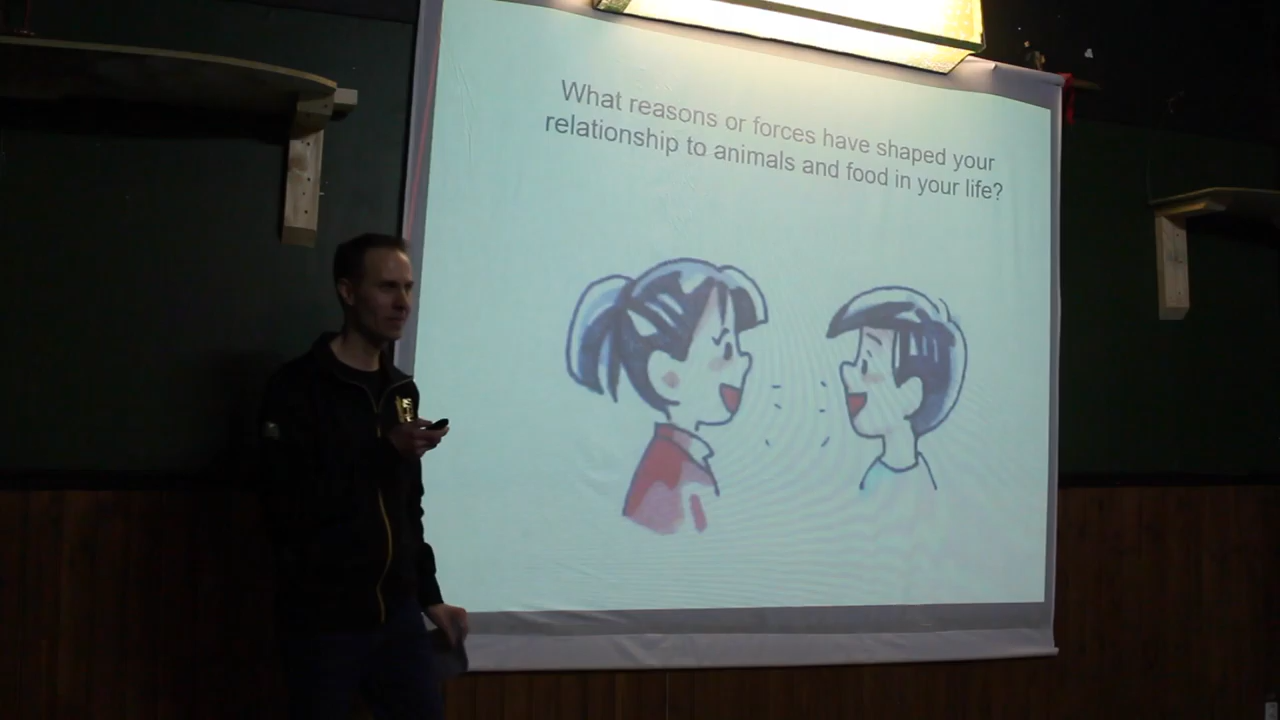 What reasons or forces have shaped your
relationship to animals and food in your life?